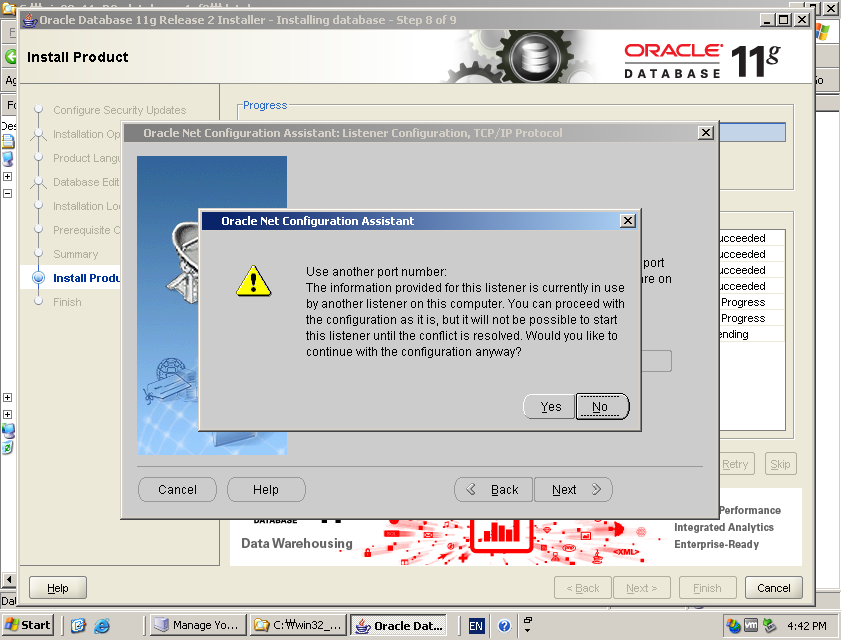 Oracle Database 11g Release 2 Installer - Installing database - Step 8 of 9
Install Product
ORACLE
DATABASE 11g
Configure Security Updates
Installation Op
Product Langu
Database Edit
Installation Lo
Prerequisite C
Summary
Install Produ
Finish
Progress
Oracle Net Configuration Assistant: Listener Configuration, TCP/IP Protocol
port
are on
Oracle Net Configuration Assistant
Use another port number:
The information provided for this listener is currently in use
by another listener on this computer. You can proceed with
the configuration as it is, but it will not be possible to start
this listener until the conflict is resolved. Would you like to
continue with the configuration anyway?
Yes
No
ucceeded
ucceeded
ucceeded
ucceeded
Progress
Progress
ending
Cancel
Help
Back
Next
Retry
Skip
DATABASE
Data Warehousing
<XML>
Performance
Integrated Analytics
Enterprise-Ready
Help
< Back
Next >
Finish
Cancel
Start
Manage Yo...
C:\win32_...
Oracle Dat...
EN
4:42 PM